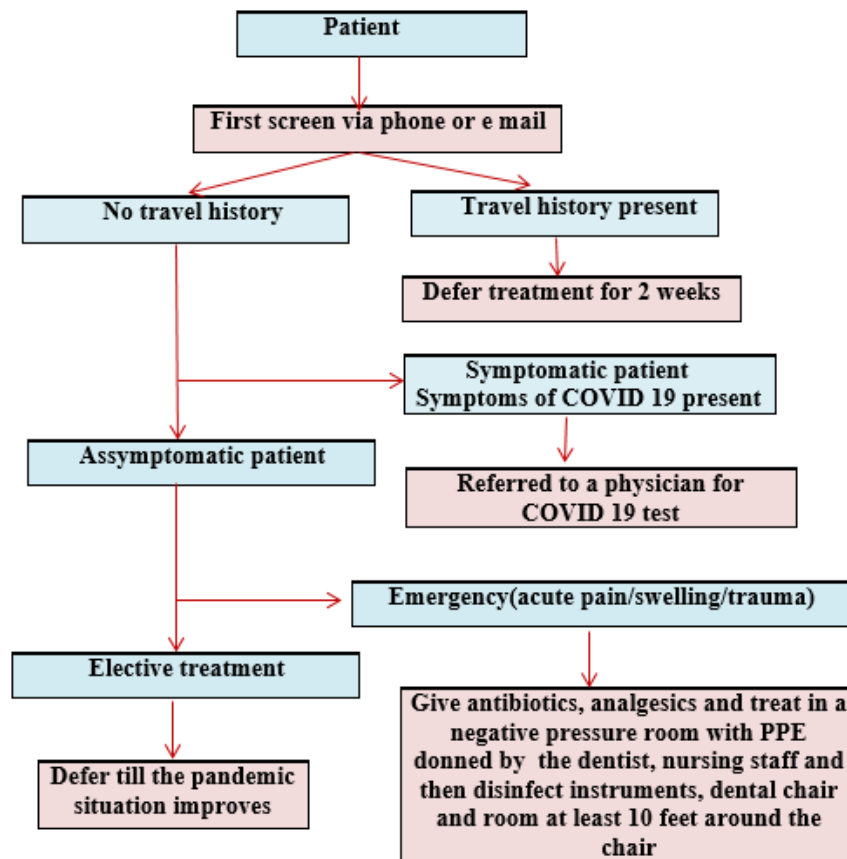 Patient
First screen via phone or e mail
No travel history
Travel history present
Defer treatment for 2 weeks
Symptomatic patient
Symptoms of COVID 19 present
Assymptomatic patient
Referred to a physician for
COVID 19 test
Emergency(acute pain/swelling/trauma)
Elective treatment
Give antibiotics, analgesics and treat in a
negative pressure room with PPE
donned by the dentist, nursing staff and
then disinfect instruments, dental chair
and room at least 10 feet around the
chair
Defer till the pandemic
situation improves